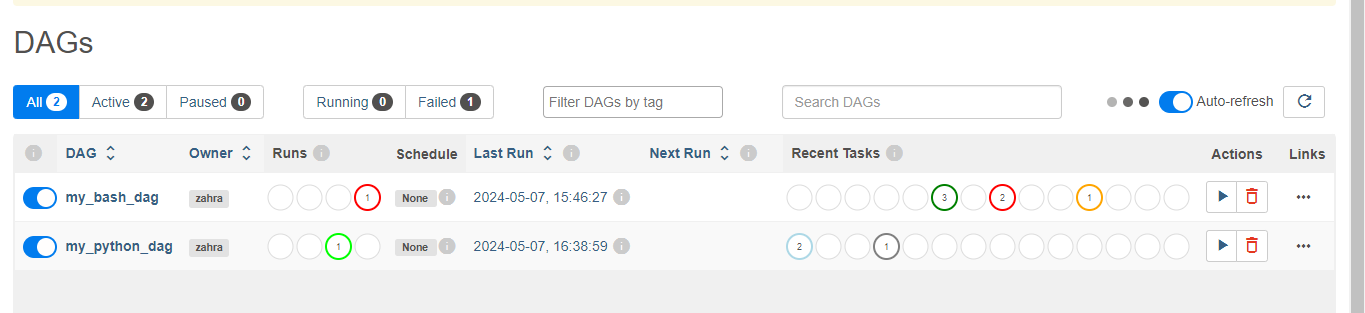 DAGs
All 2 Active 2 Paused 0 Running 0 Failed 1 Filter DAGs by tag Search DAGs Auto-refresh
i DAG Owner Runs i Schedule Last Run i Next Run i Recent Tasks i Actions Links
my_bash_dag zahra 1 None i 2024-05-07, 15:46:27 i 3 2 1
my_python_dag zahra 1 None i 2024-05-07, 16:38:59 i 2 1